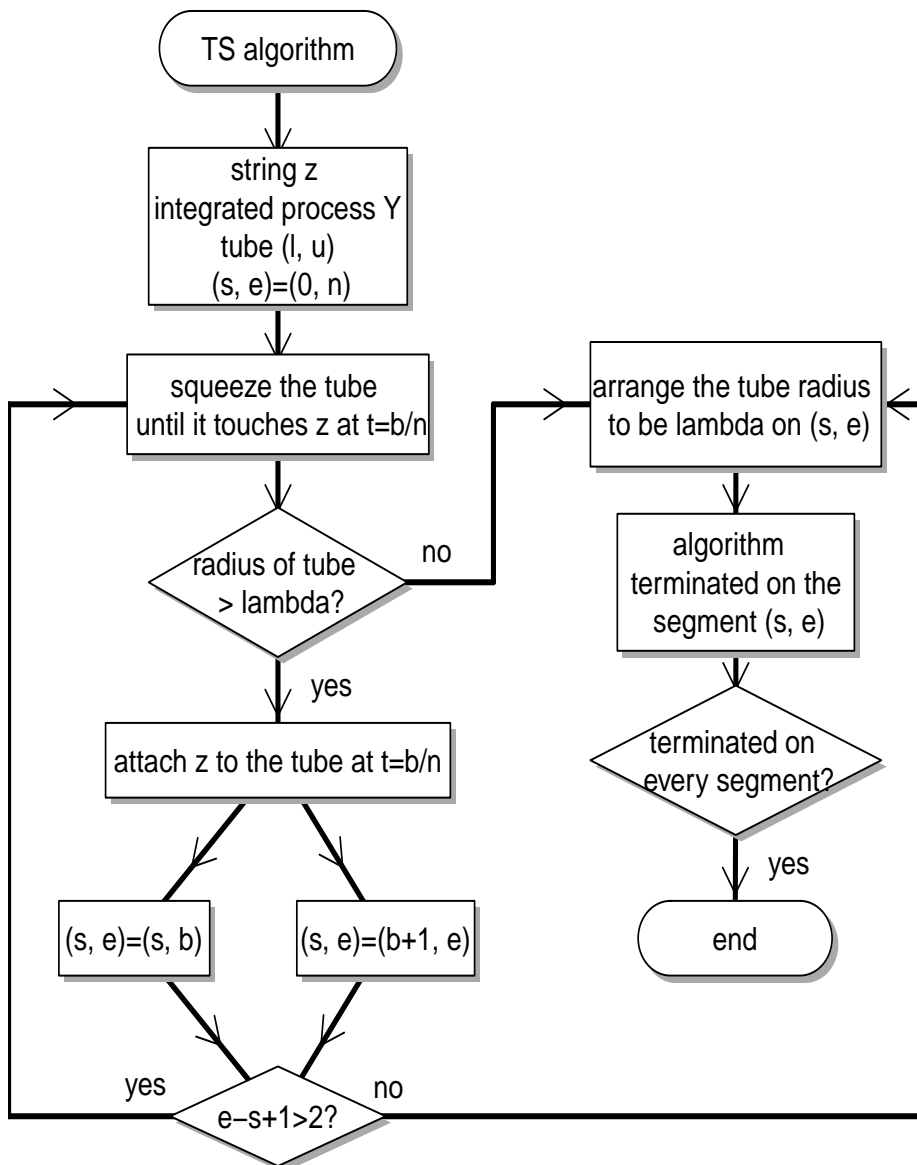 TS algorithm
string z
integrated process Y
tube (l, u)
(s, e)=(0, n)
squeeze the tube
until it touches z at t=b/n
radius of tube
> lambda?
no
yes
attach z to the tube at t=b/n
(s, e)=(s, b)
(s, e)=(b+1, e)
yes
no
e−s+1>2?
arrange the tube radius
to be lambda on (s, e)
algorithm
terminated on the
segment (s, e)
terminated on
every segment?
yes
end